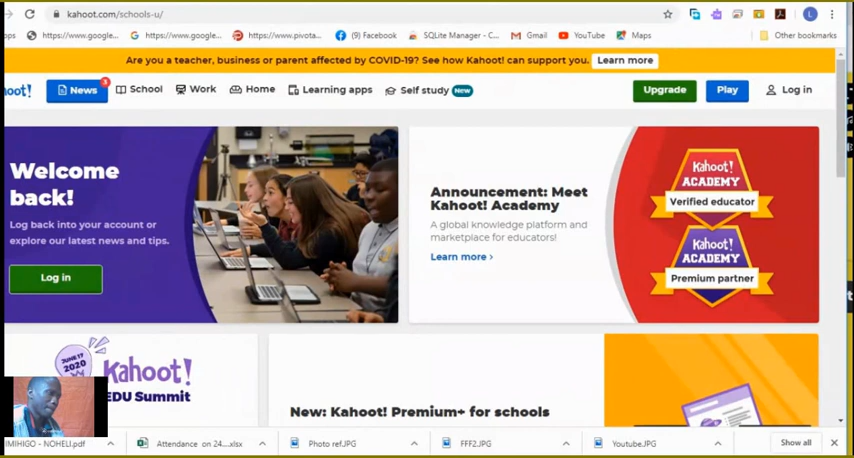 kahoot.com/schools-u/
L
ops
https://www.google...
https://www.google...
https://www.pivota...
(9) Facebook
SQLite Manager - C...
Gmail
YouTube
Maps
Other bookmarks
Are you a teacher, business or parent affected by COVID-19? See how Kahoot! can support you.
Learn more
hoot!
News
3
School
Work
Home
Learning apps
Self study
New
Upgrade
Play
Log in
Welcome
back!
Log back into your account or
explore our latest news and tips.
Log in
Announcement: Meet
Kahoot! Academy
A global knowledge platform and
marketplace for educators!
Learn more ›
Kahoot!
ACADEMY
Verified educator
Kahoot!
ACADEMY
Premium partner
JUNE 17
2020
Kahoot!
EDU Summit
New: Kahoot! Premium+ for schools
IMIHIGO - NOHELI.pdf
Attendance on 24....xlsx
Photo ref.JPG
FFF2.JPG
Youtube.JPG
Show all